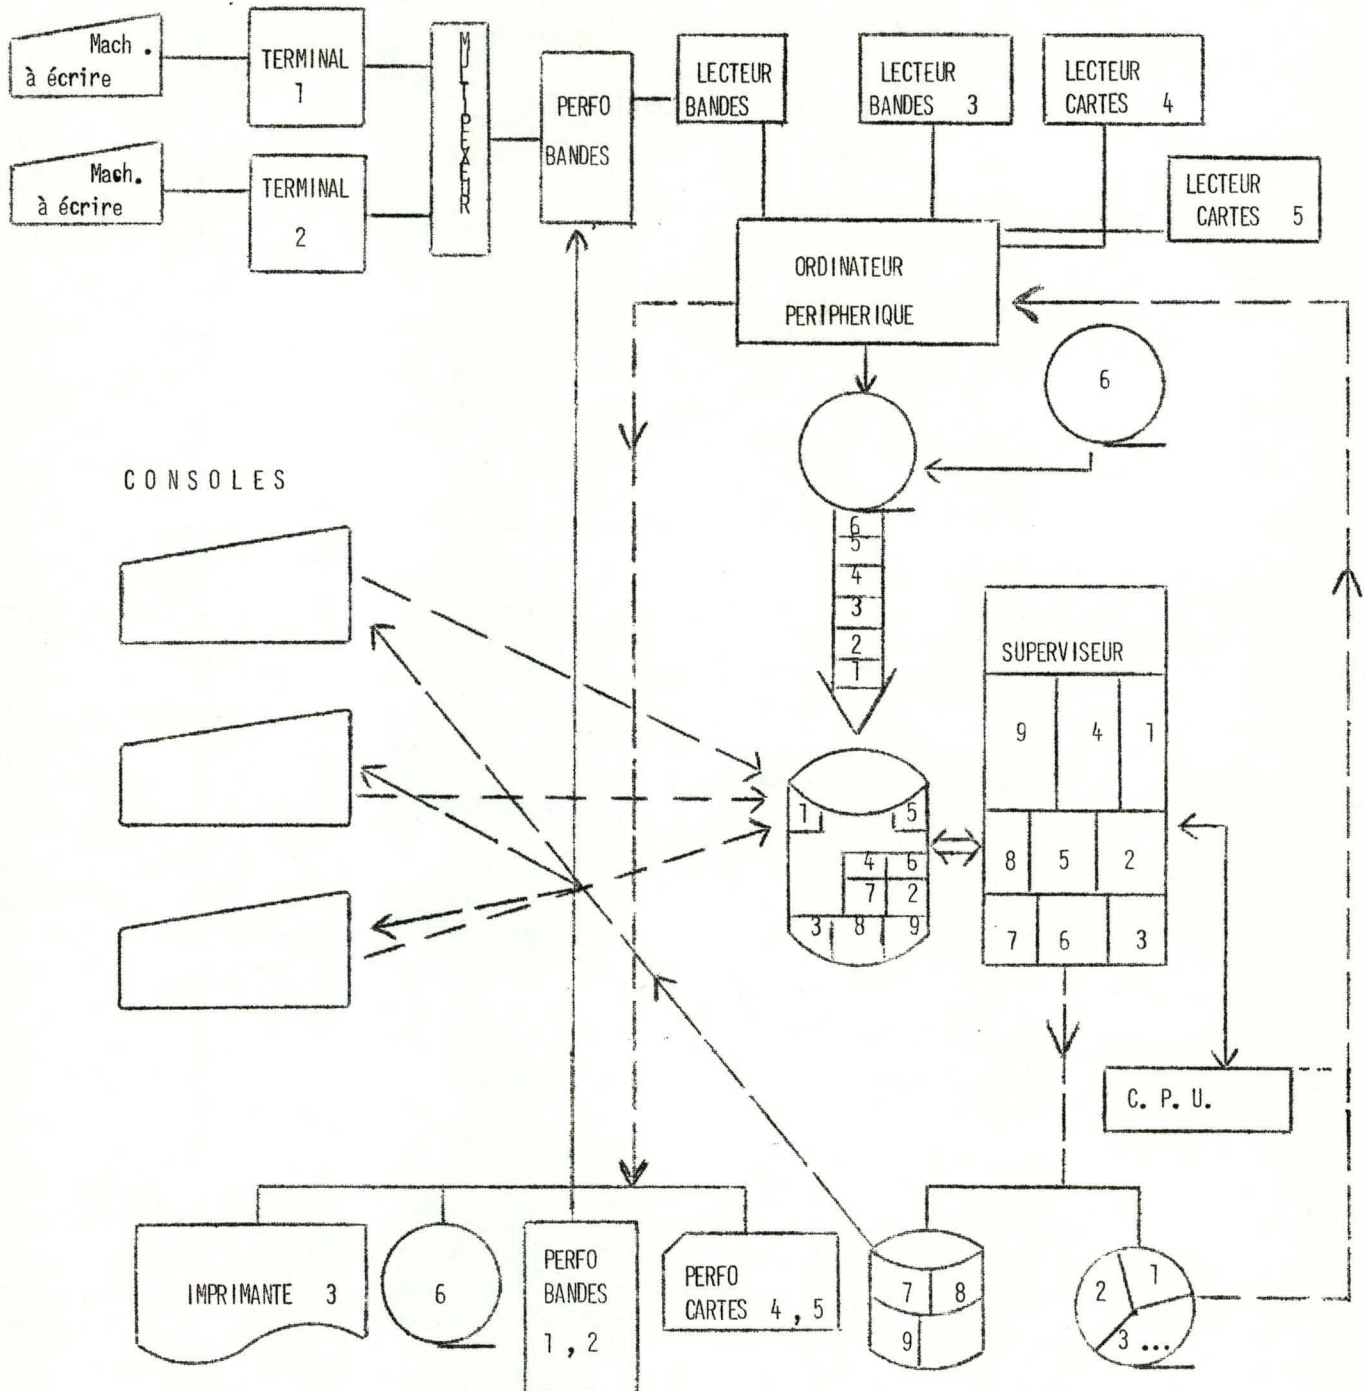 Mach.
à écrire
TERMINAL
1
MULTIPEXEUR
PERFO
BANDES
LECTEUR
BANDES
LECTEUR
BANDES 3
LECTEUR
CARTES 4
Mach.
à écrire
TERMINAL
2
LECTEUR
CARTES 5
ORDINATEUR
PERIPHERIQUE
6
CONSOLES
6
5
4
3
2
1
SUPERVISEUR
9 4 1
8 5 2
7 6 3
1 5
4 6
7 2
3 8 9
C. P. U.
IMPRIMANTE 3
6
PERFO
BANDES
1 , 2
PERFO
CARTES 4 , 5
7 8
9
2 1
3 ...